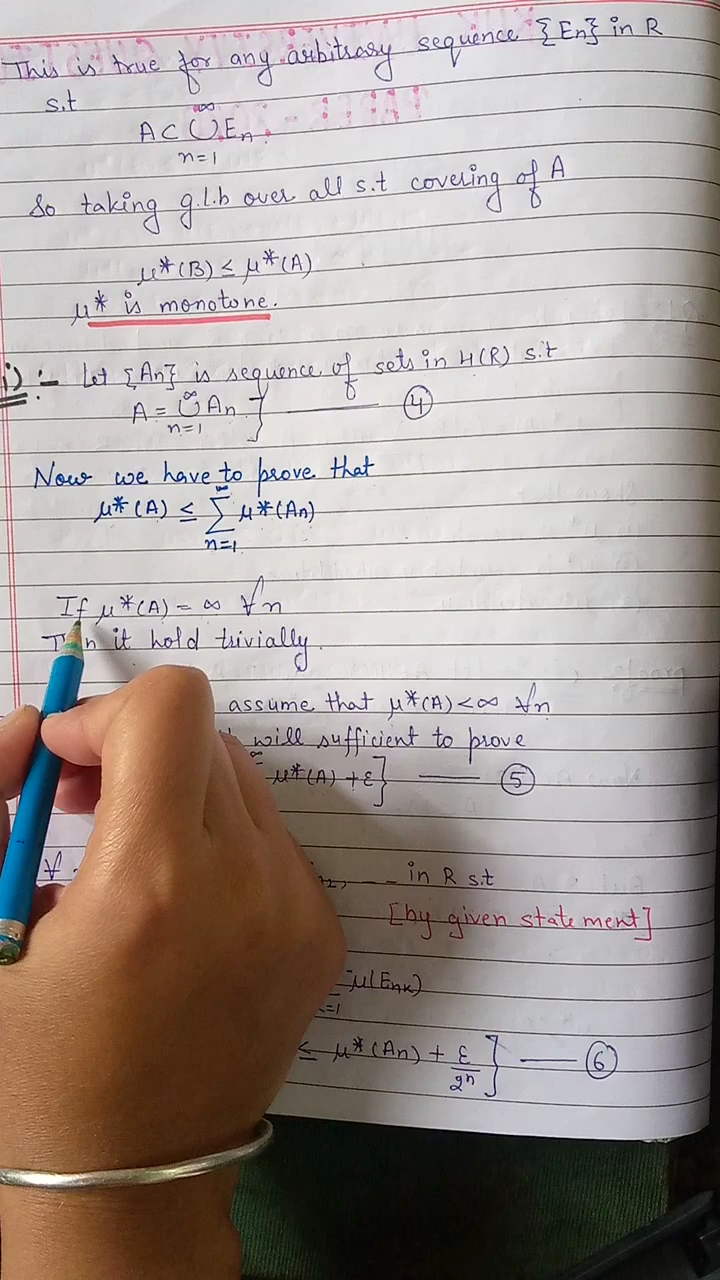 This is true for any arbitrary sequence {En} in R
s.t
A ⊂ ∪ En.
∞
n=1
So taking g.l.b over all s.t covering of A
μ*(B) ≤ μ*(A)
μ* is monotone.
i) :- Let {An} is sequence of sets in H(R) s.t
A = ∪ An } —— ④
∞
n=1
Now we have to prove that
μ*(A) ≤ ∑ μ*(An)
∞
n=1
If μ*(A) = ∞ ∀n
it hold trivially.
assume that μ*(A) < ∞ ∀n
will sufficient to prove
μ*(A) + ε } —— ⑤
∀
in R s.t
[by given statement]
μ(Enk)
=1
≤ μ*(An) + ε/2ⁿ } —— ⑥